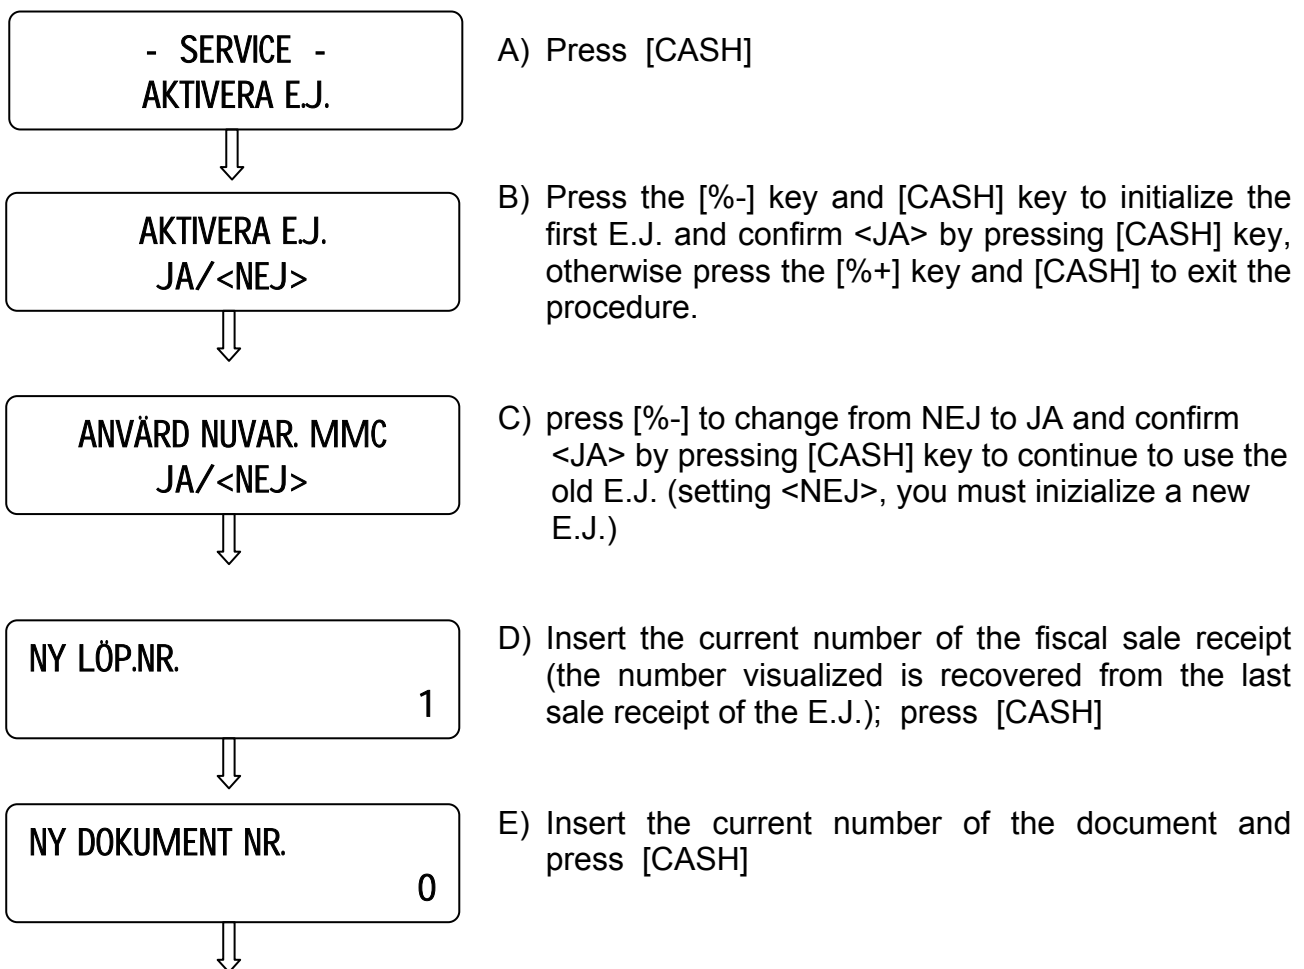 - SERVICE -
AKTIVERA E.J.
A) Press [CASH]
AKTIVERA E.J.
JA/<NEJ>
B) Press the [%-] key and [CASH] key to initialize the
first E.J. and confirm <JA> by pressing [CASH] key,
otherwise press the [%+] key and [CASH] to exit the
procedure.
ANVÄRD NUVAR. MMC
JA/<NEJ>
C) press [%-] to change from NEJ to JA and confirm
<JA> by pressing [CASH] key to continue to use the
old E.J. (setting <NEJ>, you must inizialize a new
E.J.)
NY LÖP.NR.
1
D) Insert the current number of the fiscal sale receipt
(the number visualized is recovered from the last
sale receipt of the E.J.); press [CASH]
NY DOKUMENT NR.
0
E) Insert the current number of the document and
press [CASH]